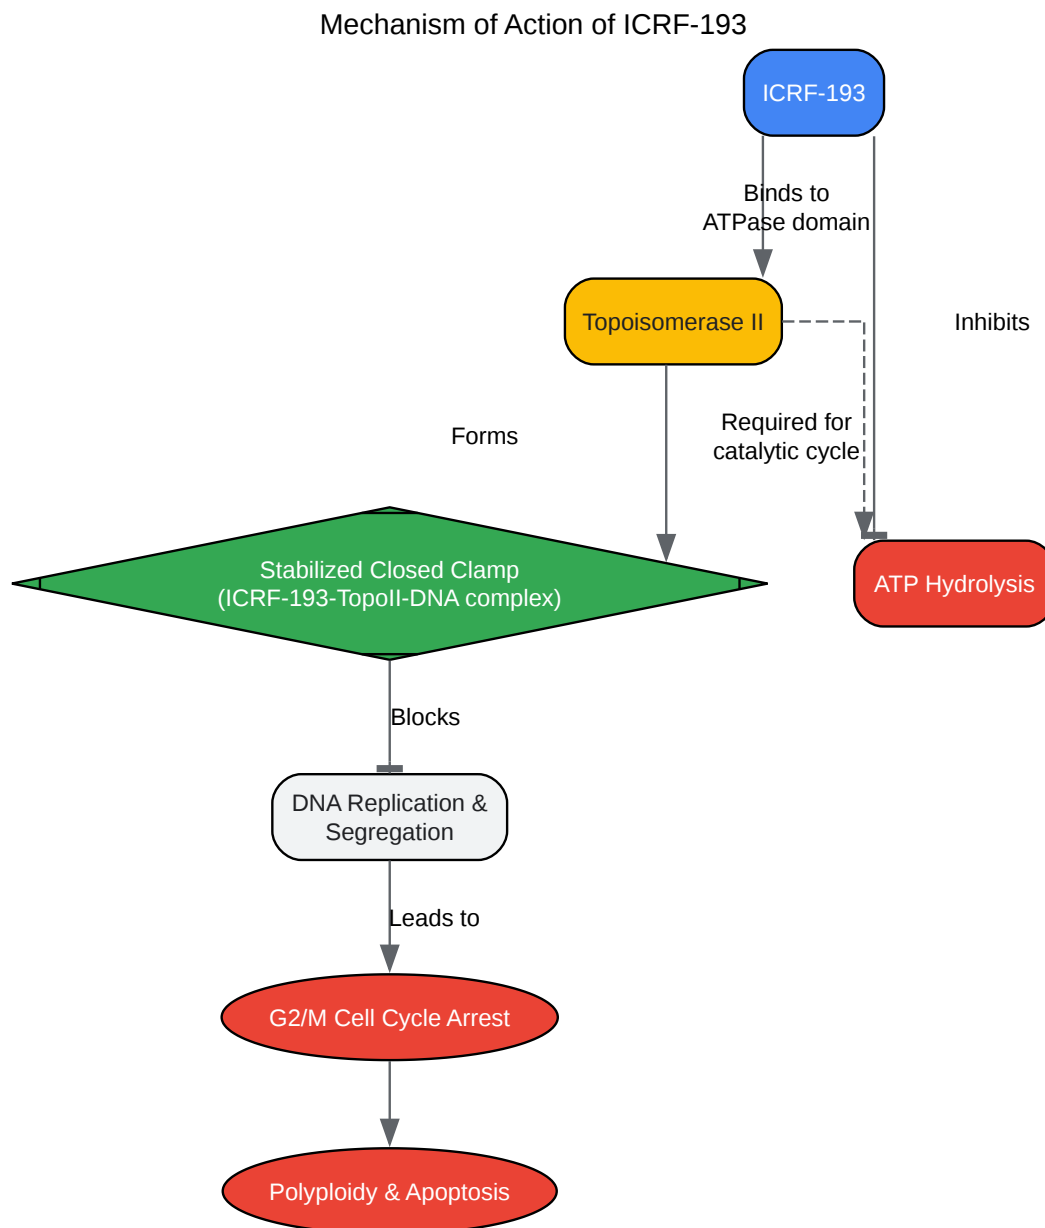 Mechanism of Action of ICRF-193
ICRF-193
Binds to
ATPase domain
Topoisomerase II
Inhibits
Forms
Required for
catalytic cycle
Stabilized Closed Clamp
(ICRF-193-TopoII-DNA complex)
ATP Hydrolysis
Blocks
DNA Replication &
Segregation
Leads to
G2/M Cell Cycle Arrest
Polyploidy & Apoptosis